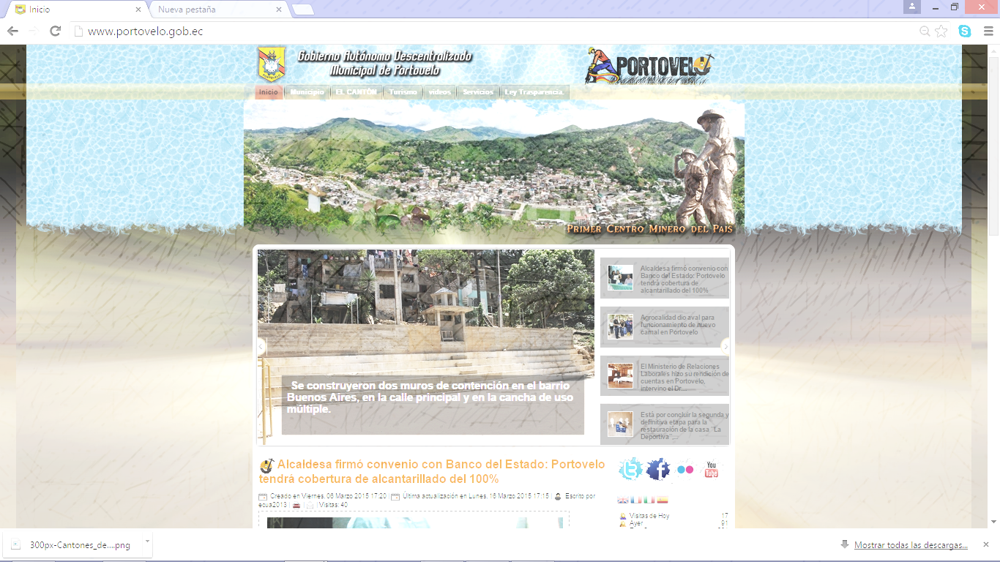 Inicio
Nueva pestaña
www.portovelo.gob.ec
PORTOVELO
Gobierno Autónomo Descentralizado
Municipal de Portovelo
PORTOVELO
Inicio
Municipio
EL CANTÓN
Turismo
videos
Servicios
Ley Trasparencia.
PRIMER CENTRO MINERO DEL PAIS
Se construyeron dos muros de contención en el barrio
Buenos Aires, en la calle principal y en la cancha de uso
múltiple.
Alcaldesa firmó convenio con
Banco del Estado: Portovelo
tendrá cobertura de
alcantarillado del 100%
Agrocalidad dio aval para
funcionamiento de nuevo
camal en Portovelo
El Ministerio de Relaciones
Laborales hizo su rendición de
cuentas en Portovelo,
intervino el Dr....
Está por concluir la segunda y
definitiva etapa para la
restauración de la casa “La
Deportiva”,...
Alcaldesa firmó convenio con Banco del Estado: Portovelo
tendrá cobertura de alcantarillado del 100%
Creado en Viernes, 06 Marzo 2015 17:20 | Última actualización en Lunes, 16 Marzo 2015 17:15 | Escrito por
ecua2013 | | | Visitas: 40
You
Tube
Visitas de Hoy 17
Ayer 91
300px-Cantones_de....png
Mostrar todas las descargas...